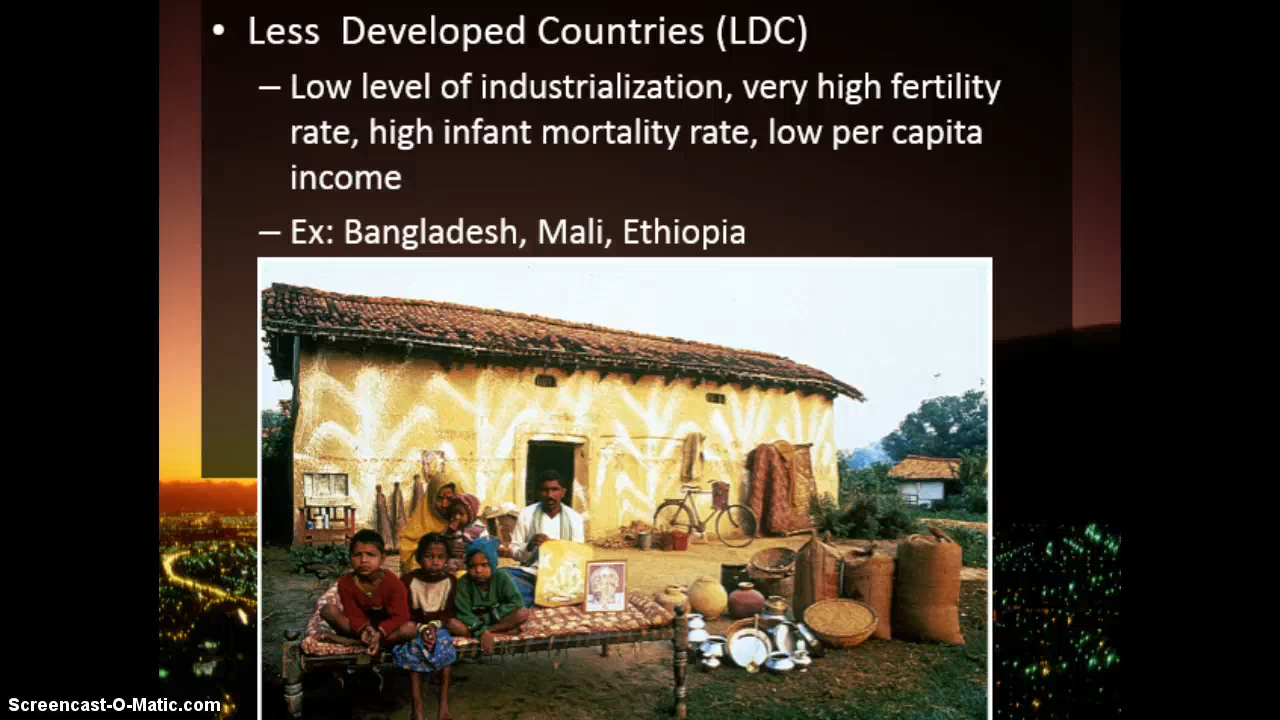 • Less Developed Countries (LDC)
– Low level of industrialization, very high fertility
rate, high infant mortality rate, low per capita
income
– Ex: Bangladesh, Mali, Ethiopia
Screencast-O-Matic.com